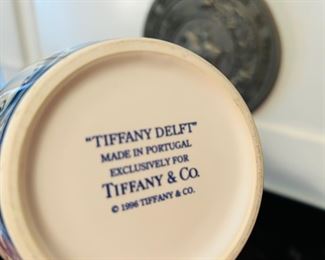 "TIFFANY DELFT"
MADE IN PORTUGAL
EXCLUSIVELY FOR
TIFFANY & CO.
© 1996 TIFFANY & CO.